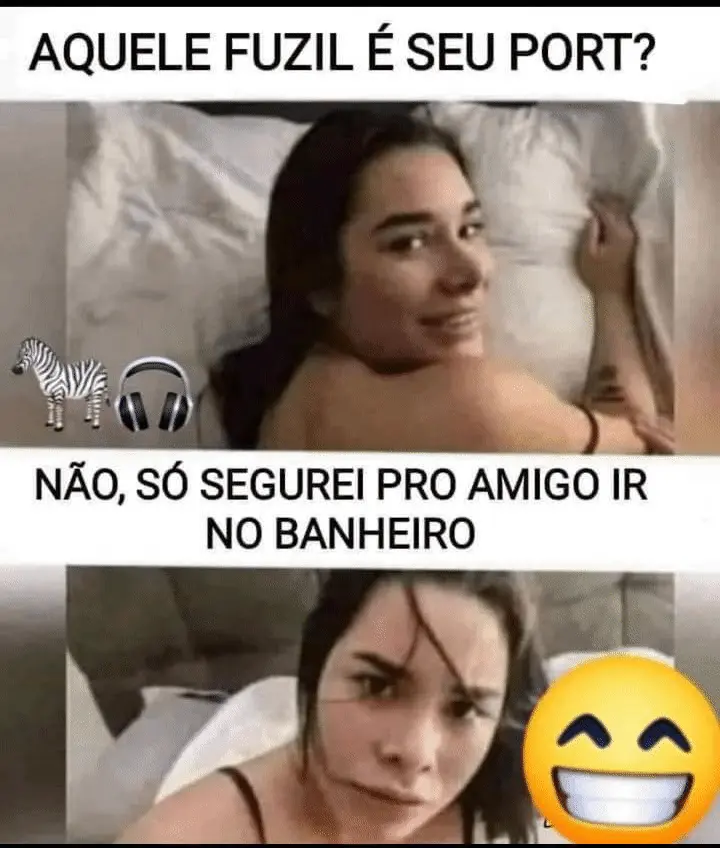 AQUELE FUZIL É SEU PORT?
NÃO, SÓ SEGUREI PRO AMIGO IR
NO BANHEIRO